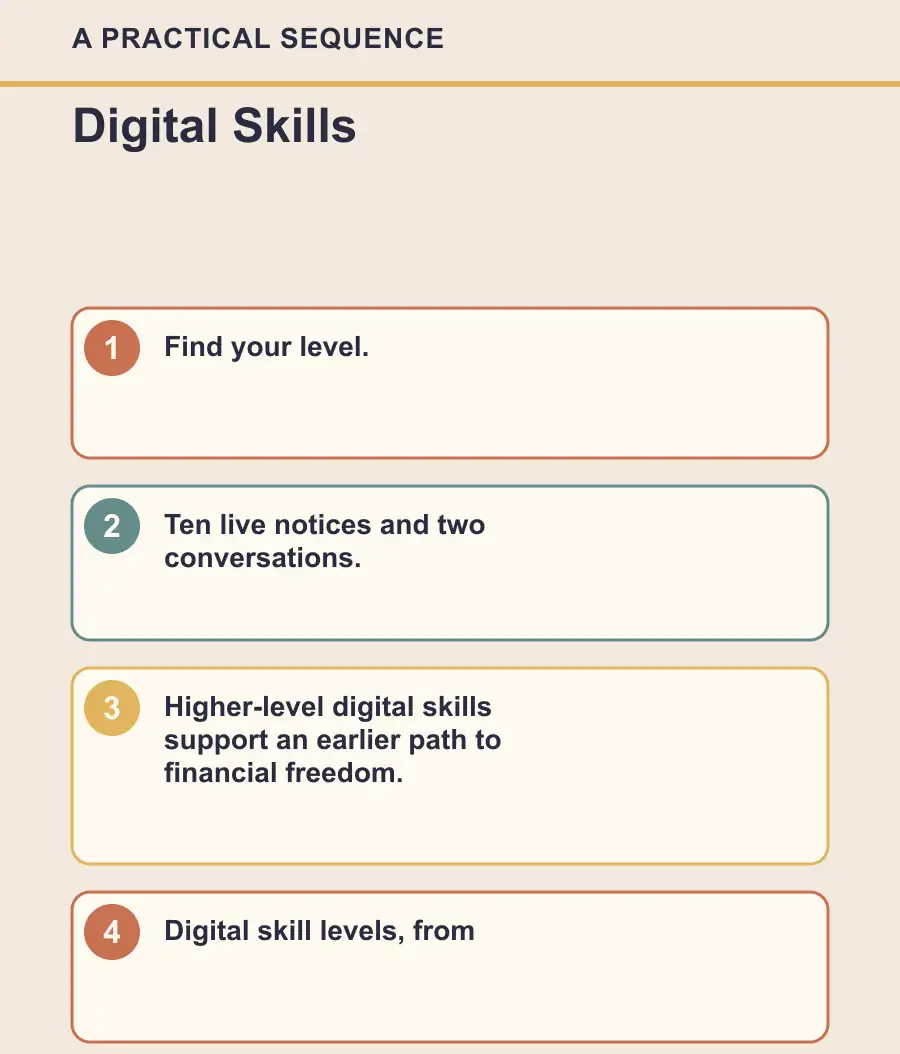 A PRACTICAL SEQUENCE
Digital Skills
1
Find your level.
2
Ten live notices and two
conversations.
3
Higher-level digital skills
support an earlier path to
financial freedom.
4
Digital skill levels, from